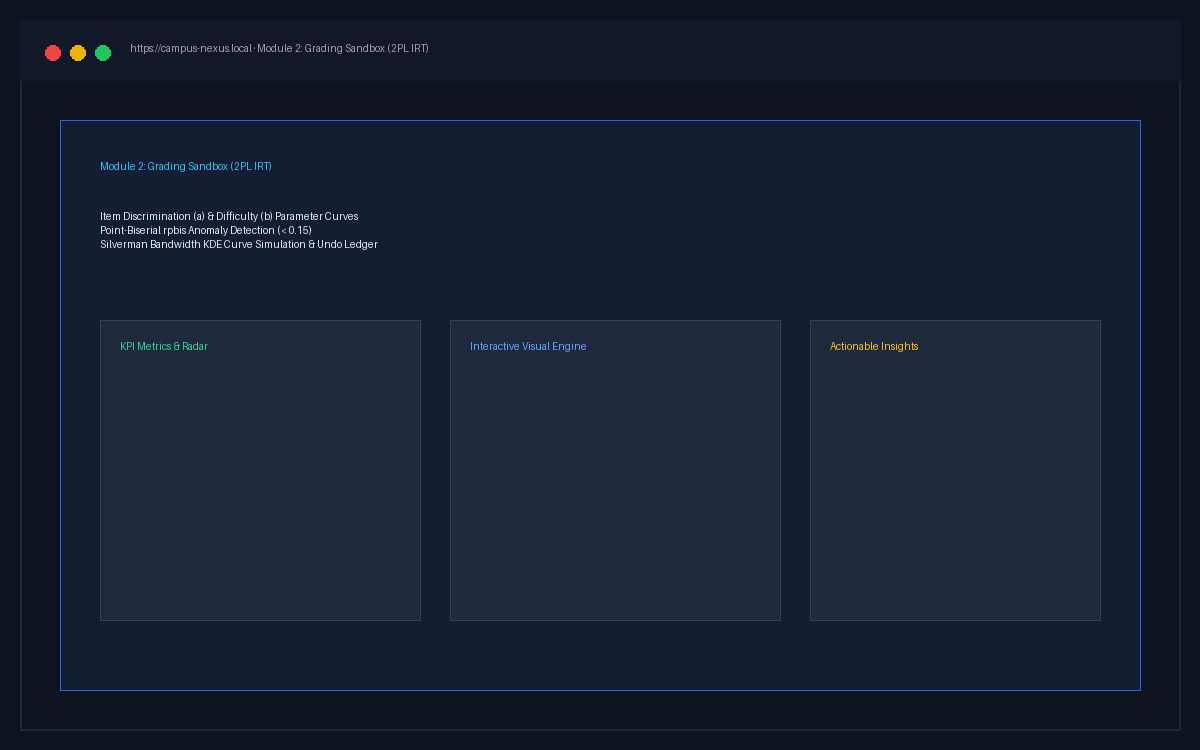 https://campus-nexus.local · Module 2: Grading Sandbox (2PL IRT)
Module 2: Grading Sandbox (2PL IRT)
Item Discrimination (a) & Difficulty (b) Parameter Curves
Point-Biserial rpbis Anomaly Detection (< 0.15)
Silverman Bandwidth KDE Curve Simulation & Undo Ledger
KPI Metrics & Radar
Interactive Visual Engine
Actionable Insights